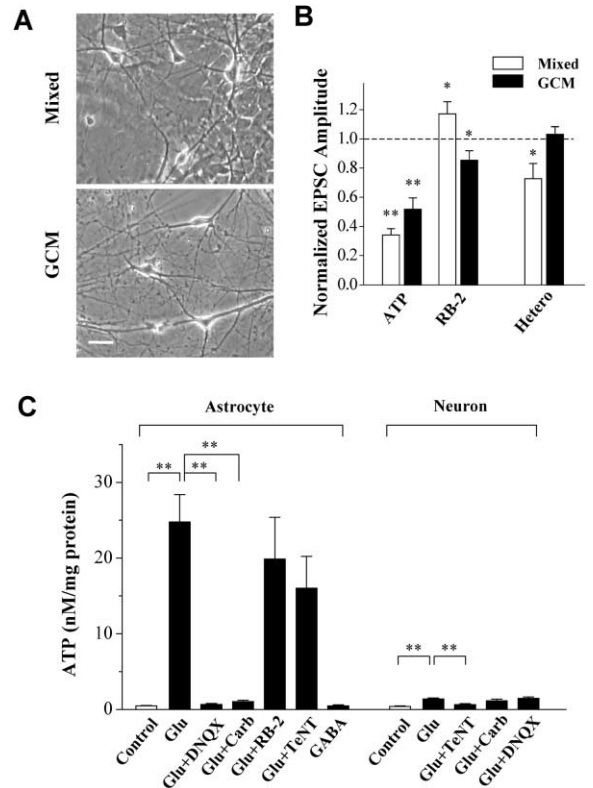 A
Mixed
GCM
B
Mixed
GCM
Normalized EPSC Amplitude
1.2
1.0
0.8
0.6
0.4
0.2
0.0
**
**
*
*
*
ATP
RB-2
Hetero
C
Astrocyte
Neuron
ATP (nM/mg protein)
30
20
10
0
**
**
**
**
**
Control
Glu
Glu+DNQX
Glu+Carb
Glu+RB-2
Glu+TeNT
GABA
Control
Glu
Glu+TeNT
Glu+Carb
Glu+DNQX